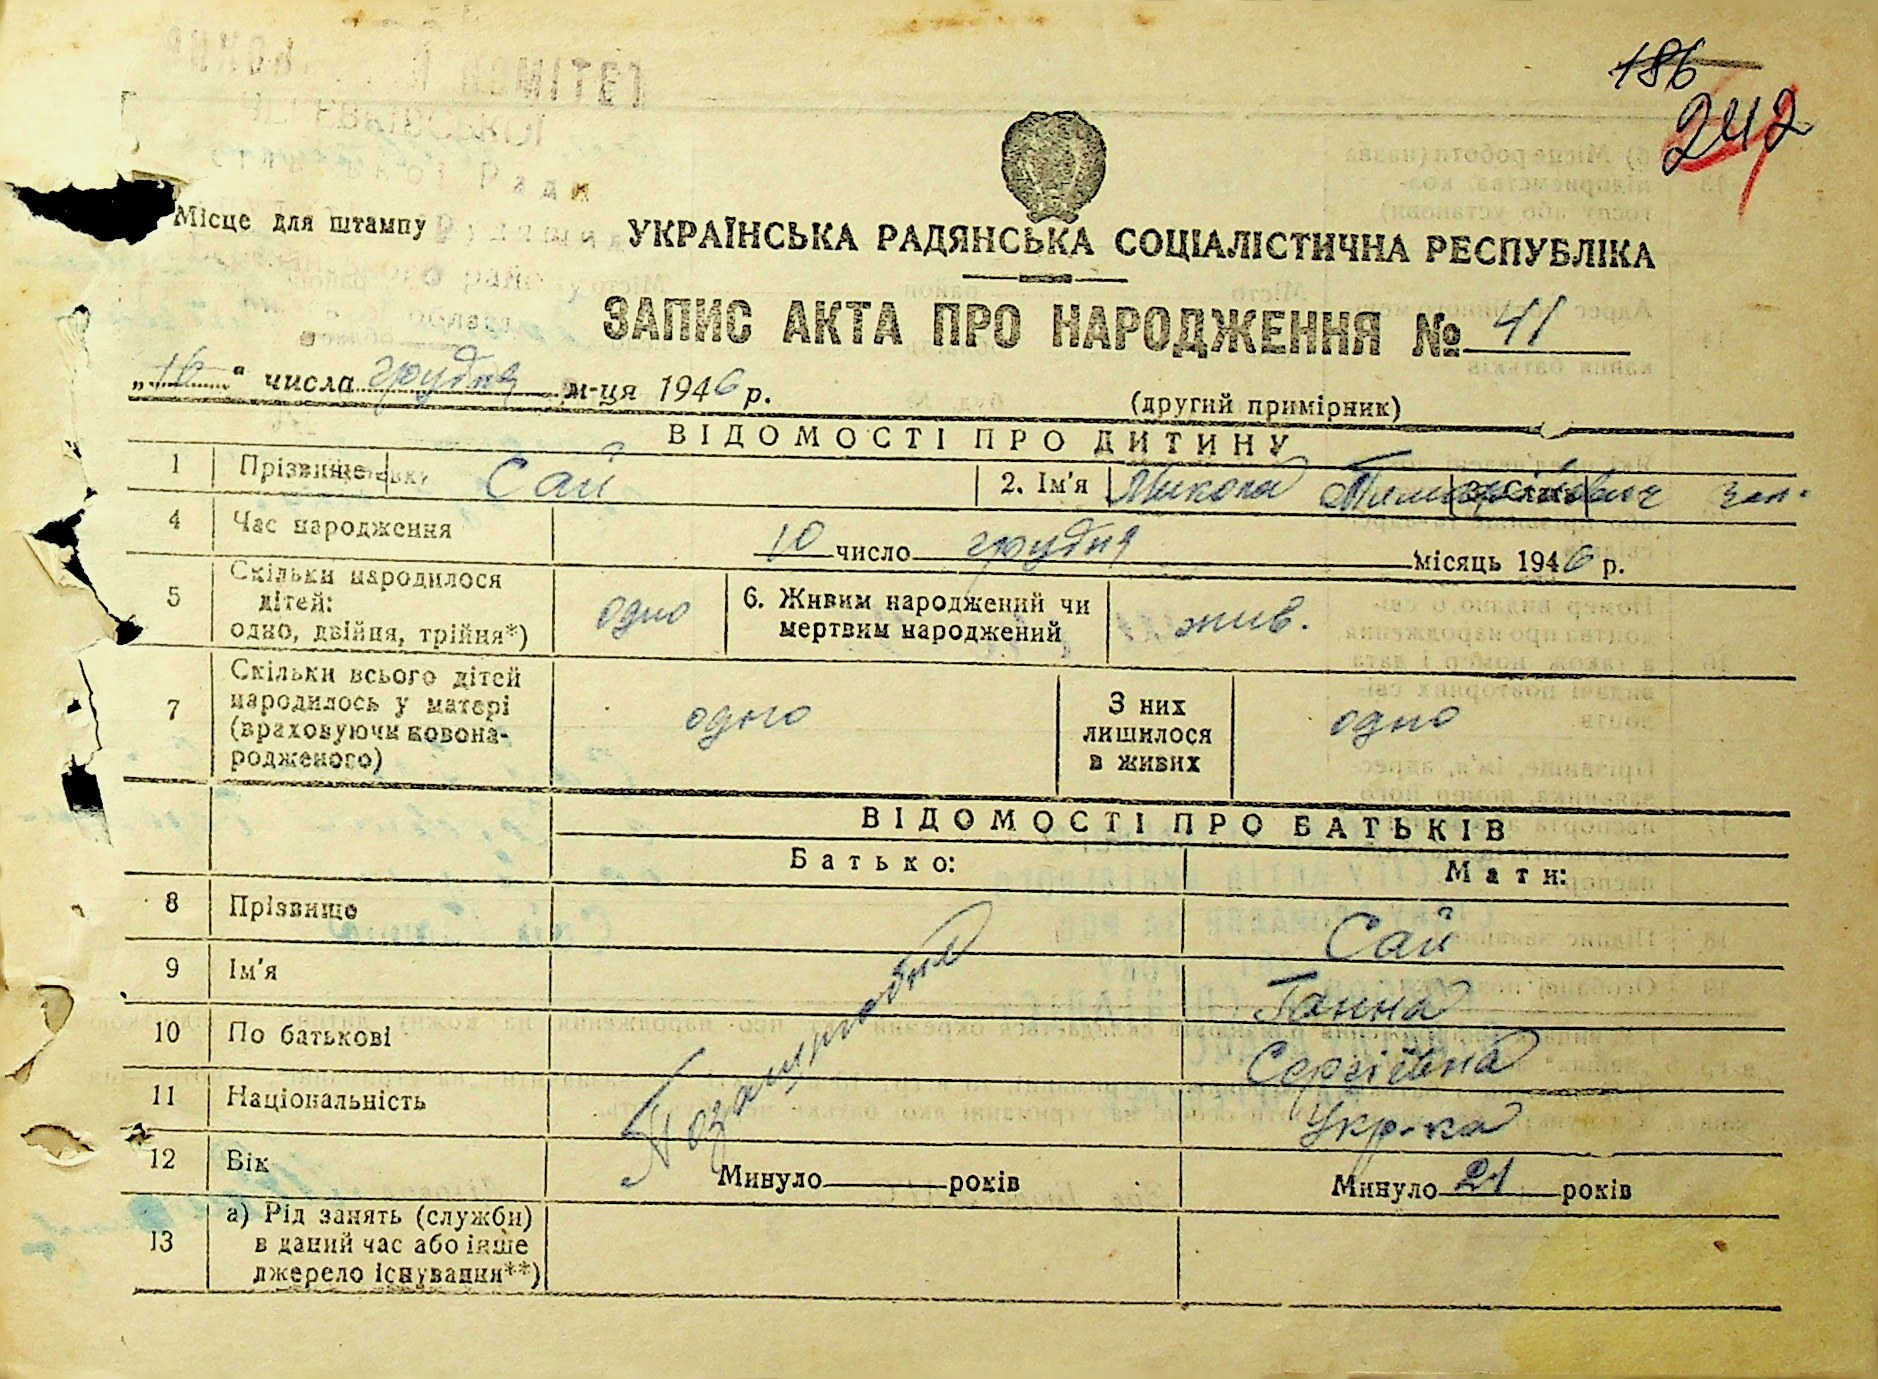 186
242
Місце для штампу
УКРАЇНСЬКА РАДЯНСЬКА СОЦІАЛІСТИЧНА РЕСПУБЛІКА
ЗАПИС АКТА ПРО НАРОДЖЕННЯ № 41
„16" числа грудня м-ця 1946 р.
(другий примірник)
ВІДОМОСТІ ПРО ДИТИНУ
1 Прізвище Сай 2. Ім'я Микола 3. Стать чол.
4 Час народження 10 число грудня місяць 1946 р.
5 Скільки народилося дітей: одно, двійня, трійня*) одно 6. Живим народжений чи мертвим народжений жив.
7 Скільки всього дітей народилось у матері (враховуючи новонародженого) одно З них лишилося в живих одно
ВІДОМОСТІ ПРО БАТЬКІВ
Батько: Мати:
8 Прізвище Сай
9 Ім'я Ганна
10 По батькові Сергіївна
11 Національність Укр-ка
Позашлюбний
12 Вік Минуло років Минуло 21 років
13 а) Рід занять (служби)
в даний час або інше
джерело існування**)